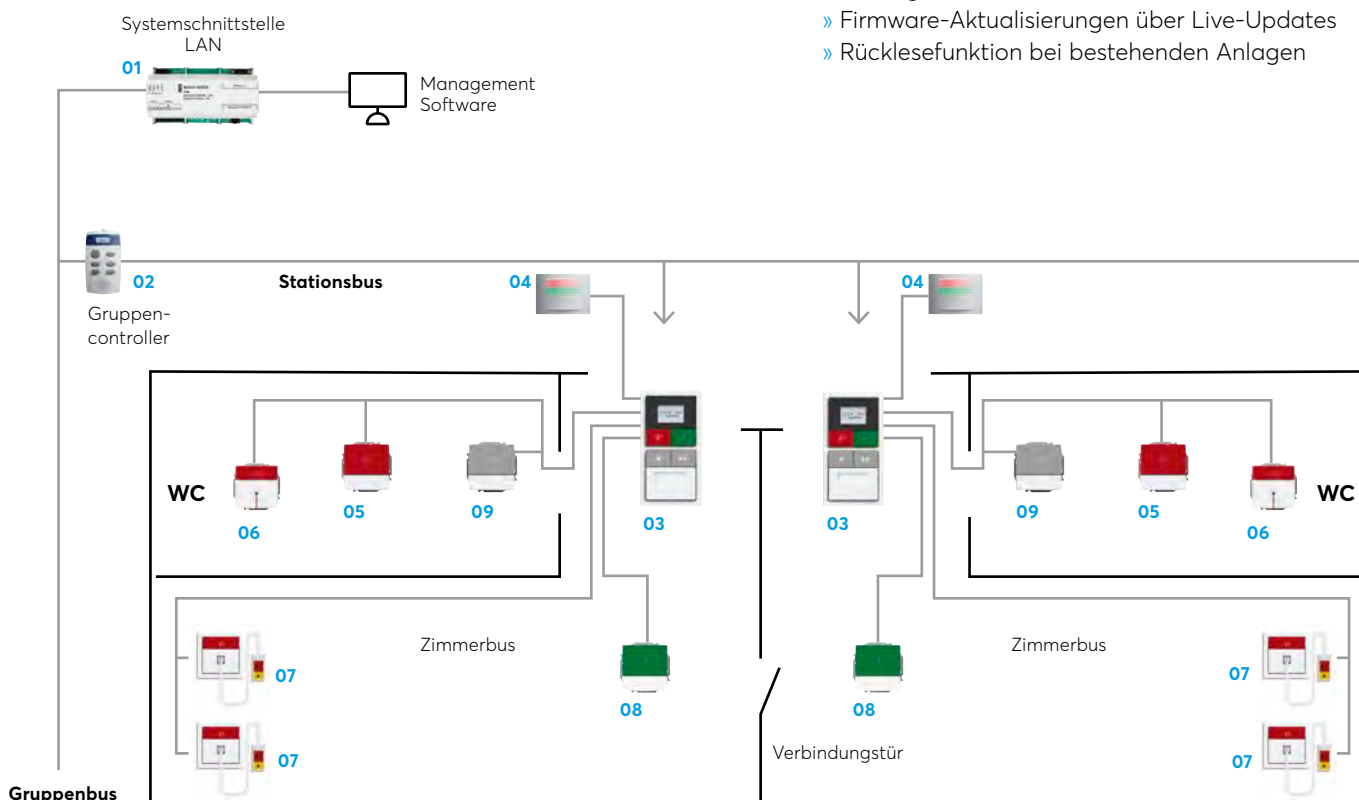 » Firmware-Aktualisierungen über Live-Updates
» Rücklesefunktion bei bestehenden Anlagen
Systemschnittstelle
LAN
01
Management
Software
02
Stationsbus
04
04
Gruppen-
controller
WC
06
05
09
03
03
09
05
06
WC
Zimmerbus
Zimmerbus
07
08
08
07
07
Verbindungstür
07
Gruppenbus